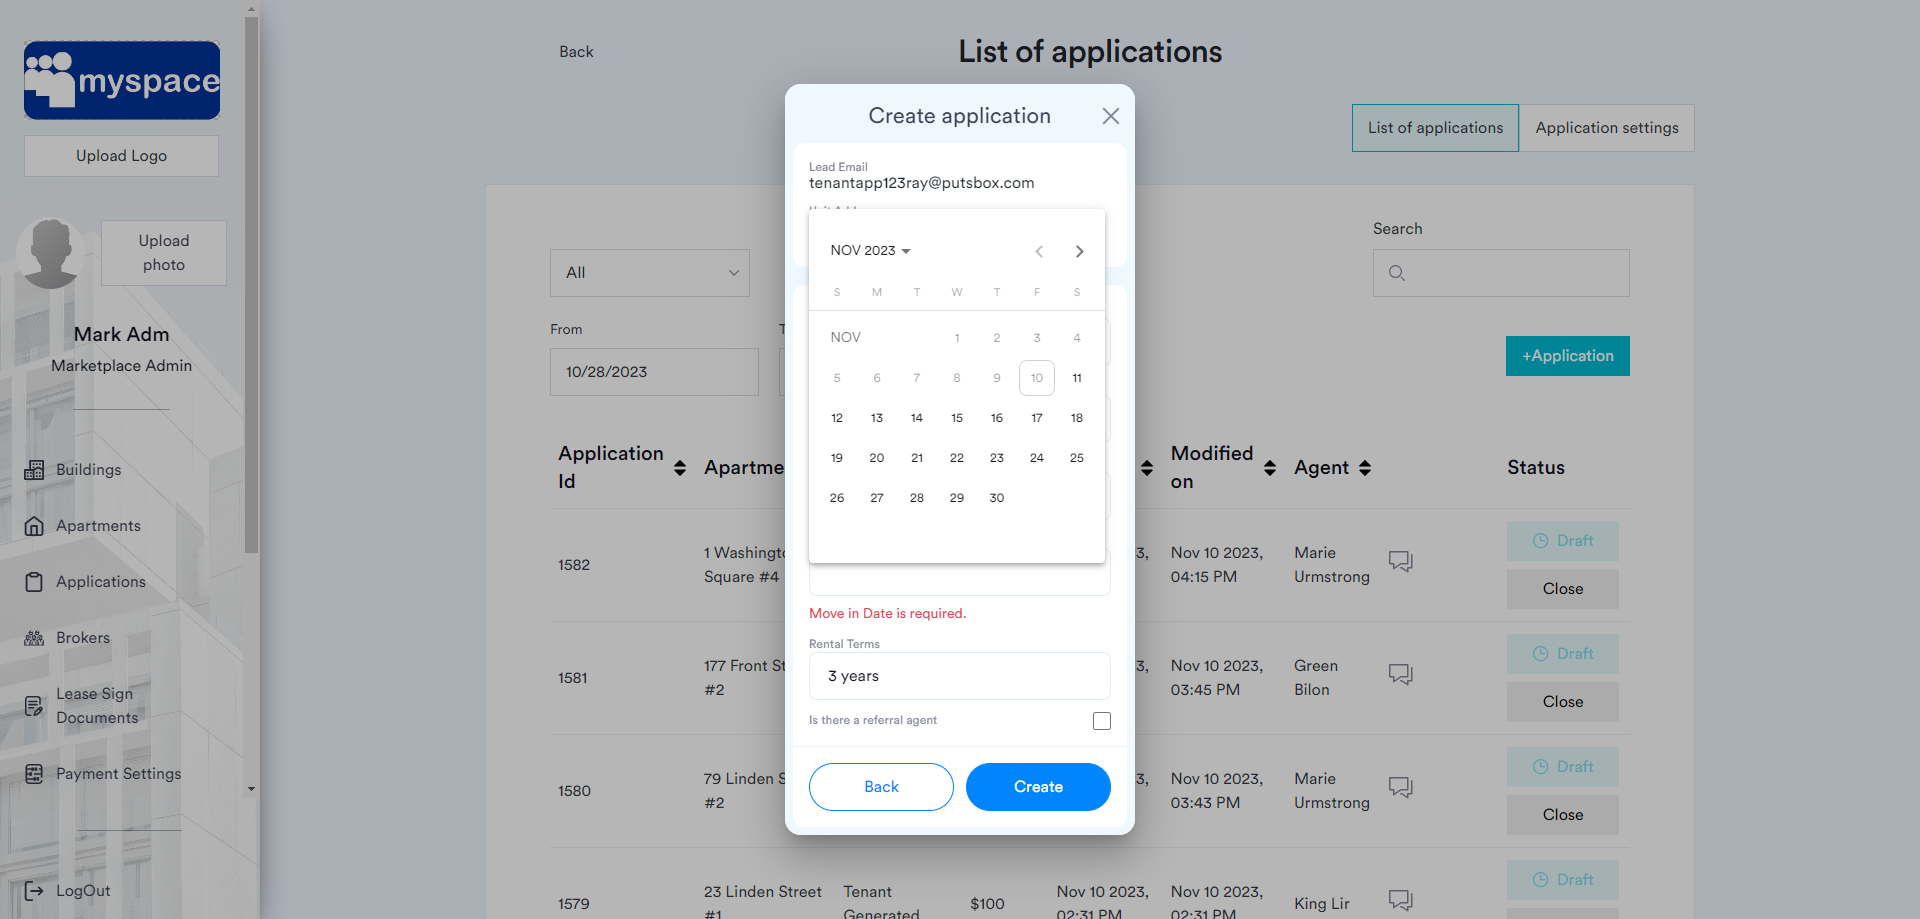 myspace
Upload Logo
Upload
photo
Mark Adm
Marketplace Admin
Buildings
Apartments
Applications
Brokers
Lease Sign
Documents
Payment Settings
LogOut
Back
List of applications
List of applications
Application settings
All
Search
From
10/28/2023
+Application
Application
Id
Apartme
Modified
on
Agent
Status
1582
1 Washingt
Square #4
3,
Nov 10 2023,
04:15 PM
Marie
Urmstrong
Draft
Close
1581
177 Front St
#2
3,
Nov 10 2023,
03:45 PM
Green
Bilon
Draft
Close
1580
79 Linden S
#2
3,
Nov 10 2023,
03:43 PM
Marie
Urmstrong
Draft
Close
1579
23 Linden Street
#1
Tenant
Generated
$100
Nov 10 2023,
02:31 PM
Nov 10 2023,
02:31 PM
King Lir
Draft
Create application
Lead Email
tenantapp123ray@putsbox.com
NOV 2023
S M T W T F S
NOV 1 2 3 4
5 6 7 8 9 10 11
12 13 14 15 16 17 18
19 20 21 22 23 24 25
26 27 28 29 30
Move in Date is required.
Rental Terms
3 years
Is there a referral agent
Back
Create